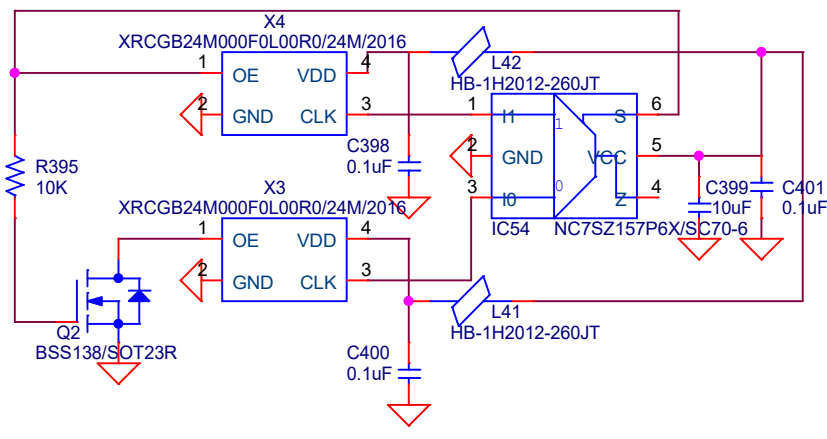 X4
XRCGB24M000F0L00R0/24M/2016
1 OE VDD 4
2 GND CLK 3
L42
HB-1H2012-260JT
1 I1 1 S 6
2 GND VCC 5
3 I0 0 Z 4
IC54 NC7SZ157P6X/SC70-6
C398
0.1uF
C399
10uF
C401
0.1uF
R395
10K
X3
XRCGB24M000F0L00R0/24M/2016
1 OE VDD 4
2 GND CLK 3
L41
HB-1H2012-260JT
Q2
BSS138/SOT23R
C400
0.1uF